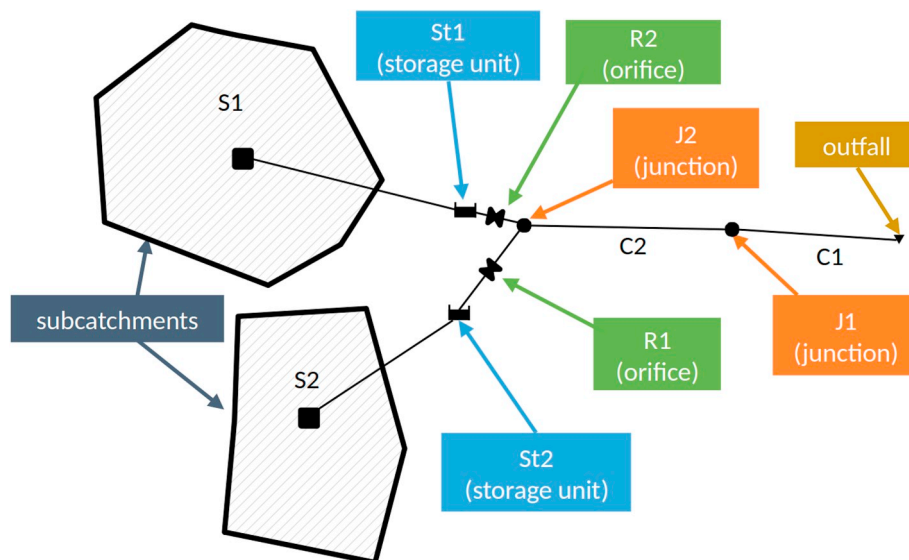 St1
(storage unit)
R2
(orifice)
S1
J2
(junction)
outfall
C2
C1
subcatchments
S2
R1
(orifice)
J1
(junction)
St2
(storage unit)